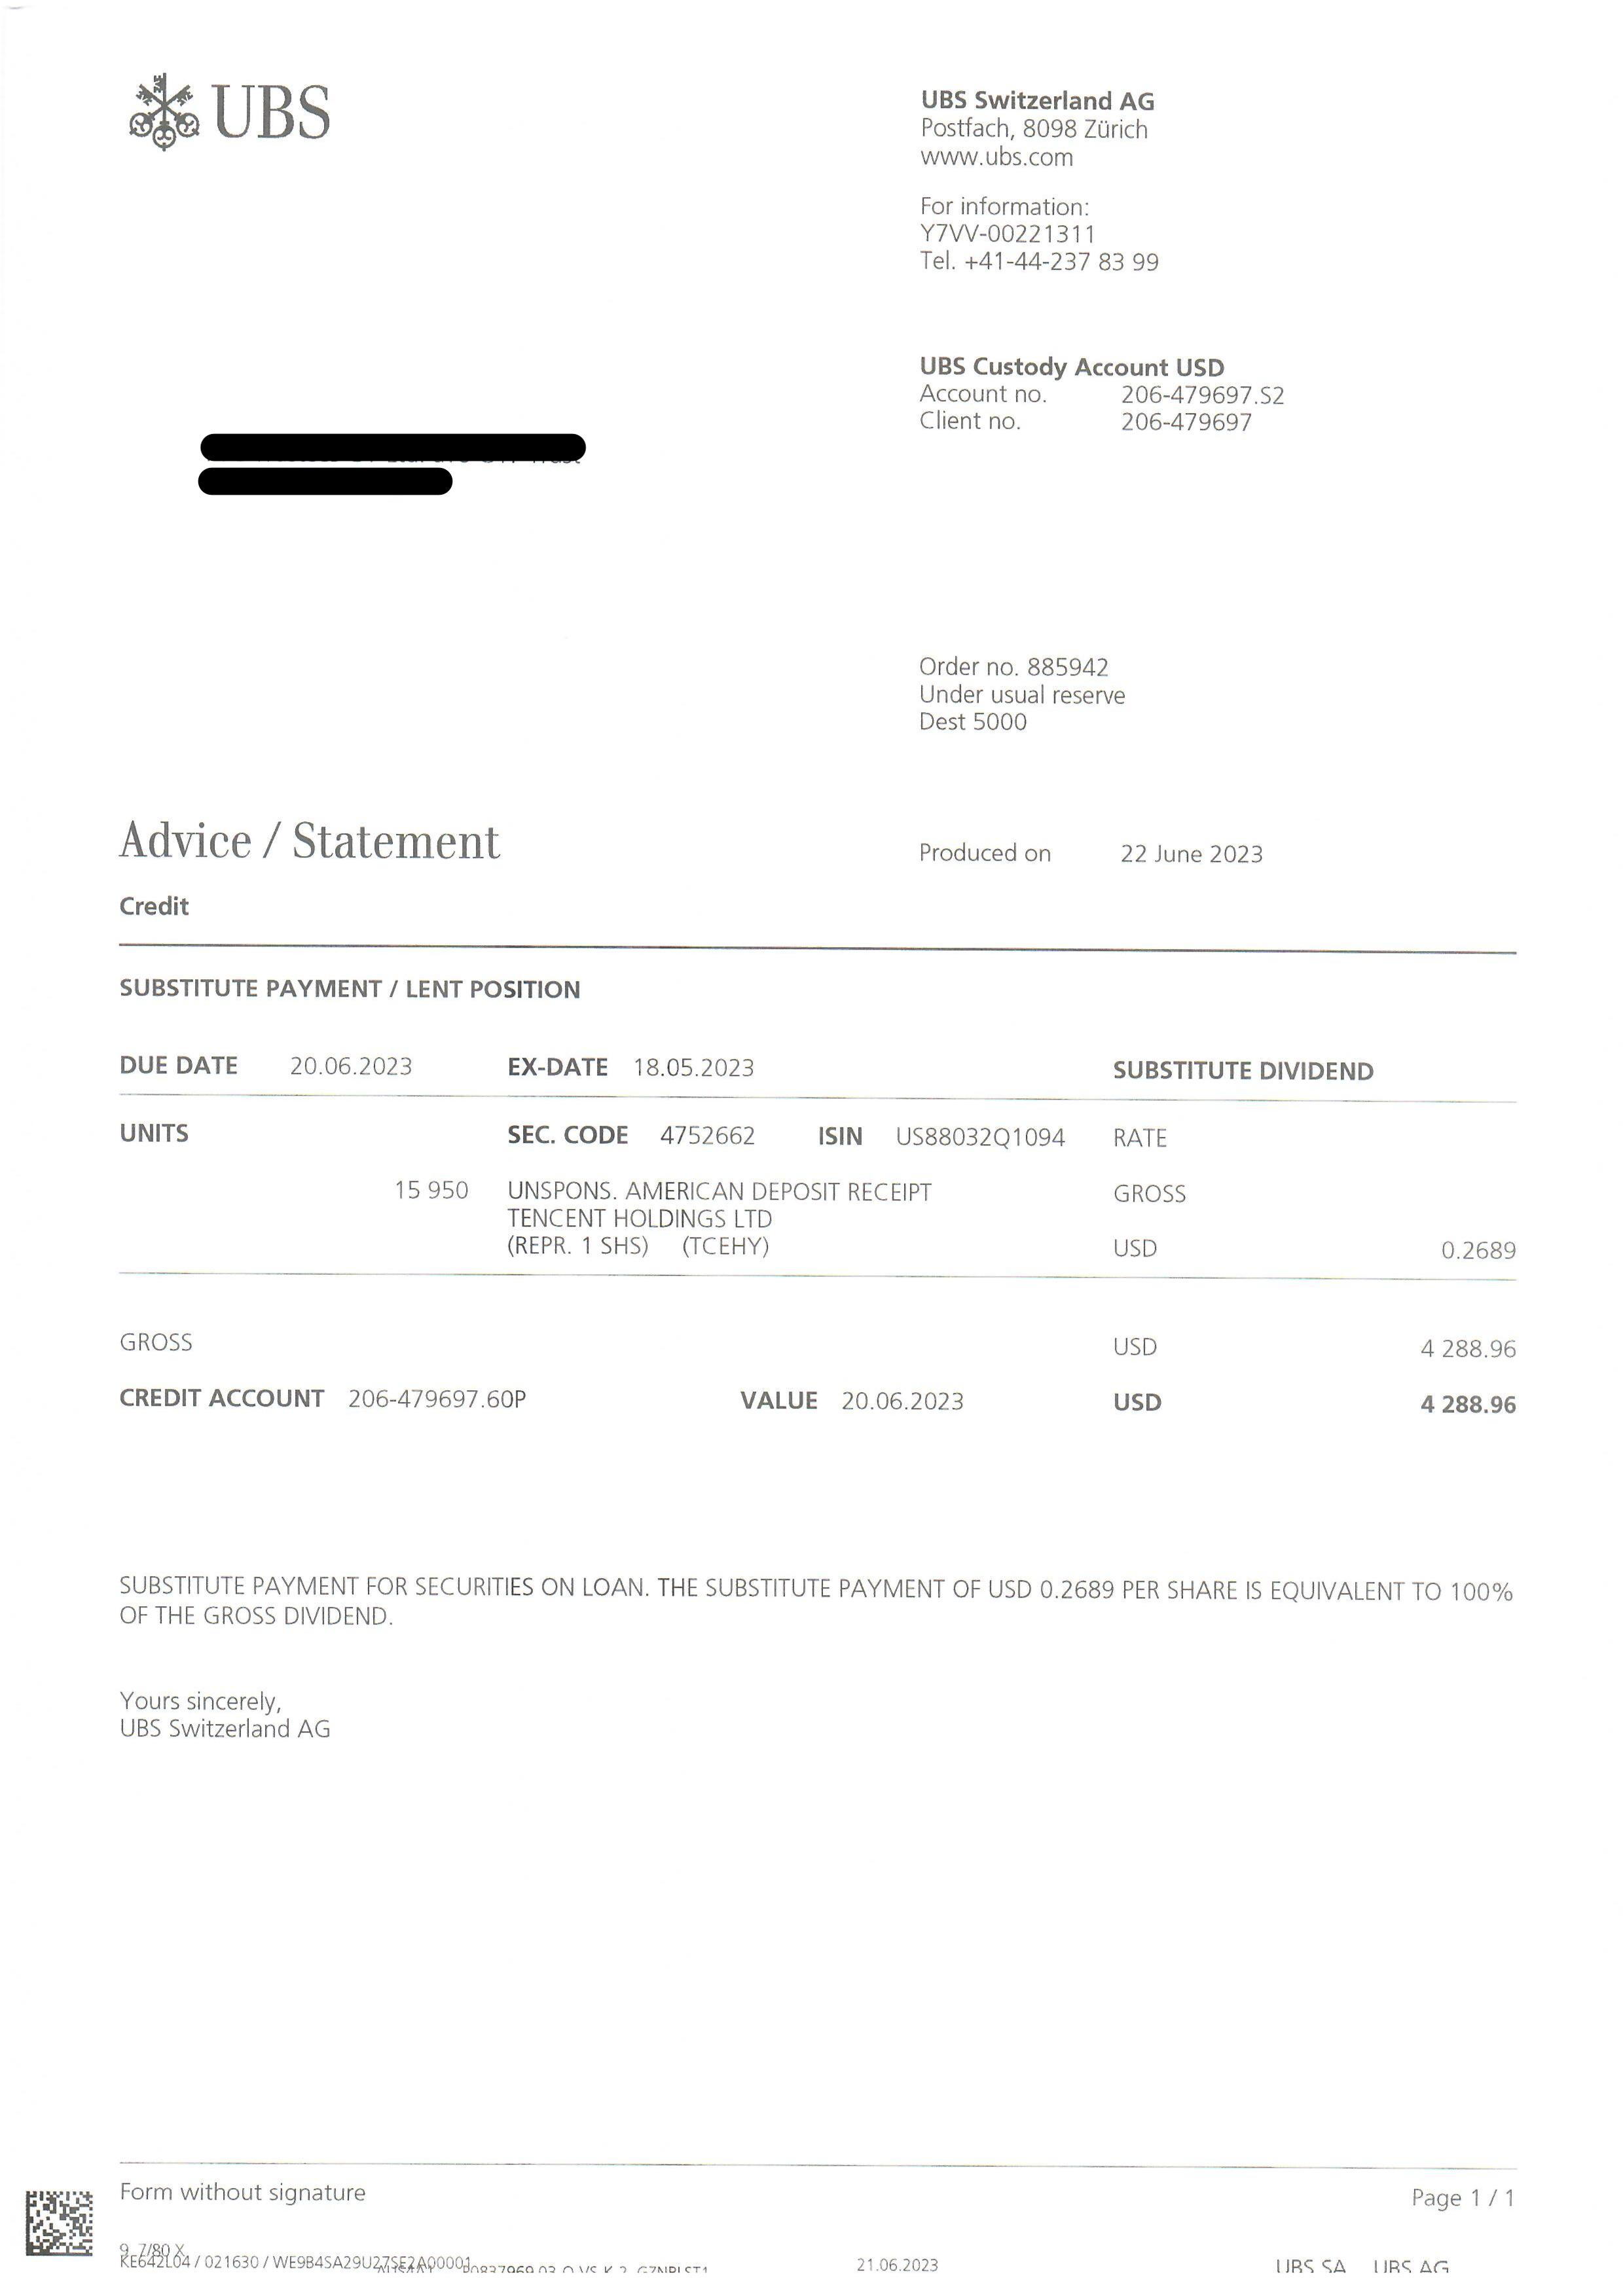 UBS
UBS Switzerland AG
Postfach, 8098 Zürich
www.ubs.com
For information:
Y7VV-00221311
Tel. +41-44-237 83 99
UBS Custody Account USD
Account no. 206-479697.S2
Client no. 206-479697
Order no. 885942
Under usual reserve
Dest 5000
Advice / Statement
Produced on 22 June 2023
Credit
SUBSTITUTE PAYMENT / LENT POSITION
DUE DATE 20.06.2023 EX-DATE 18.05.2023 SUBSTITUTE DIVIDEND
UNITS SEC. CODE 4752662 ISIN US88032Q1094 RATE
15 950 UNSPONS. AMERICAN DEPOSIT RECEIPT GROSS
TENCENT HOLDINGS LTD
(REPR. 1 SHS) (TCEHY) USD 0.2689
GROSS USD 4 288.96
CREDIT ACCOUNT 206-479697.60P VALUE 20.06.2023 USD 4 288.96
SUBSTITUTE PAYMENT FOR SECURITIES ON LOAN. THE SUBSTITUTE PAYMENT OF USD 0.2689 PER SHARE IS EQUIVALENT TO 100%
OF THE GROSS DIVIDEND.
Yours sincerely,
UBS Switzerland AG
Form without signature
Page 1 / 1
KE642L04 / 021630 / WE9B4SA29U27SE2A00001
21.06.2023
UBS SA UBS AG